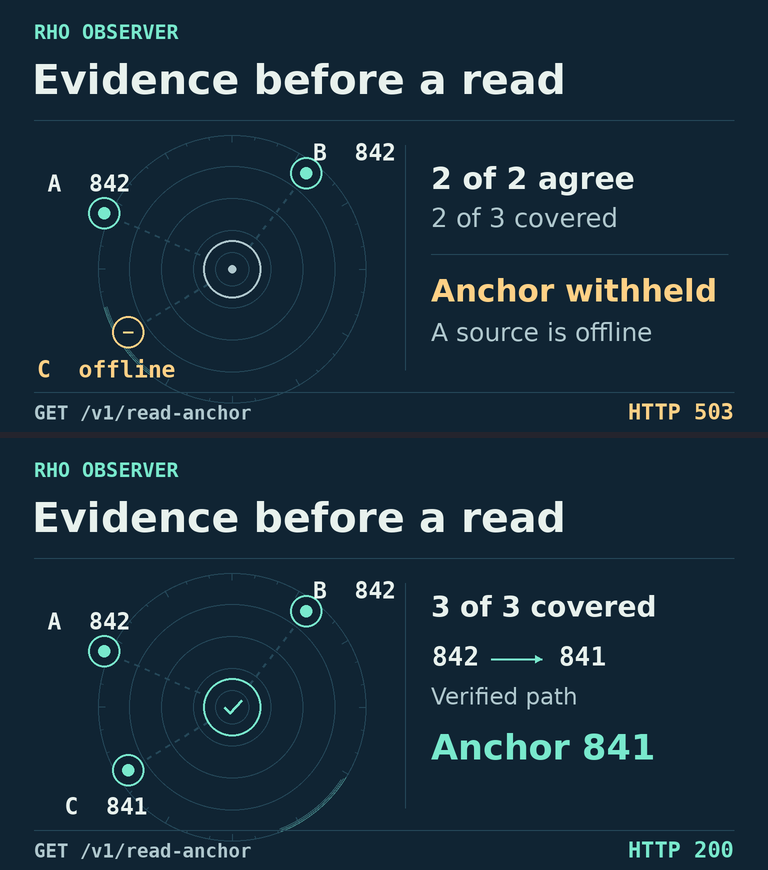 RHO OBSERVER
Evidence before a read
A 842
B 842
C offline
2 of 2 agree
2 of 3 covered
Anchor withheld
A source is offline
GET /v1/read-anchor
HTTP 503
RHO OBSERVER
Evidence before a read
A 842
B 842
C 841
3 of 3 covered
842 → 841
Verified path
Anchor 841
GET /v1/read-anchor
HTTP 200